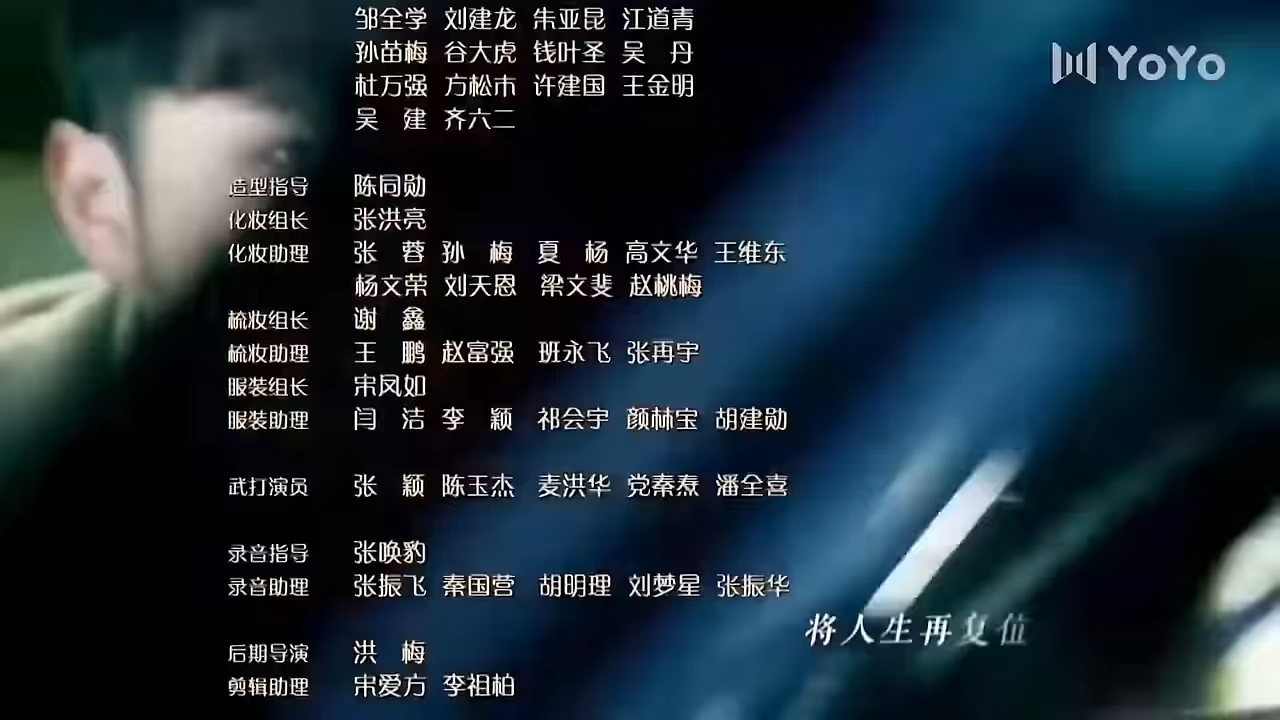 邹全学 刘建龙 朱亚昆 江道青
YoYo
孙苗梅 谷大虎 钱叶圣 吴 丹
杜万强 方松市 许建国 王金明
吴 建 齐六二
造型指导 陈同勋
化妆组长 张洪亮
化妆助理 张 蓉 孙 梅 夏 杨 高文华 王维东
杨文荣 刘天恩 梁文斐 赵桃梅
梳妆组长 谢 鑫
梳妆助理 王 鹏 赵富强 班永飞 张再宇
服装组长 宋凤如
服装助理 闫 洁 李 颖 祁会宇 颜林宝 胡建勋
武打演员 张 颖 陈玉杰 麦洪华 党秦焘 潘全喜
录音指导 张唤豹
录音助理 张振飞 秦国营 胡明理 刘梦星 张振华
将人生再复位
后期导演 洪 梅
剪辑助理 宋爱方 李祖柏